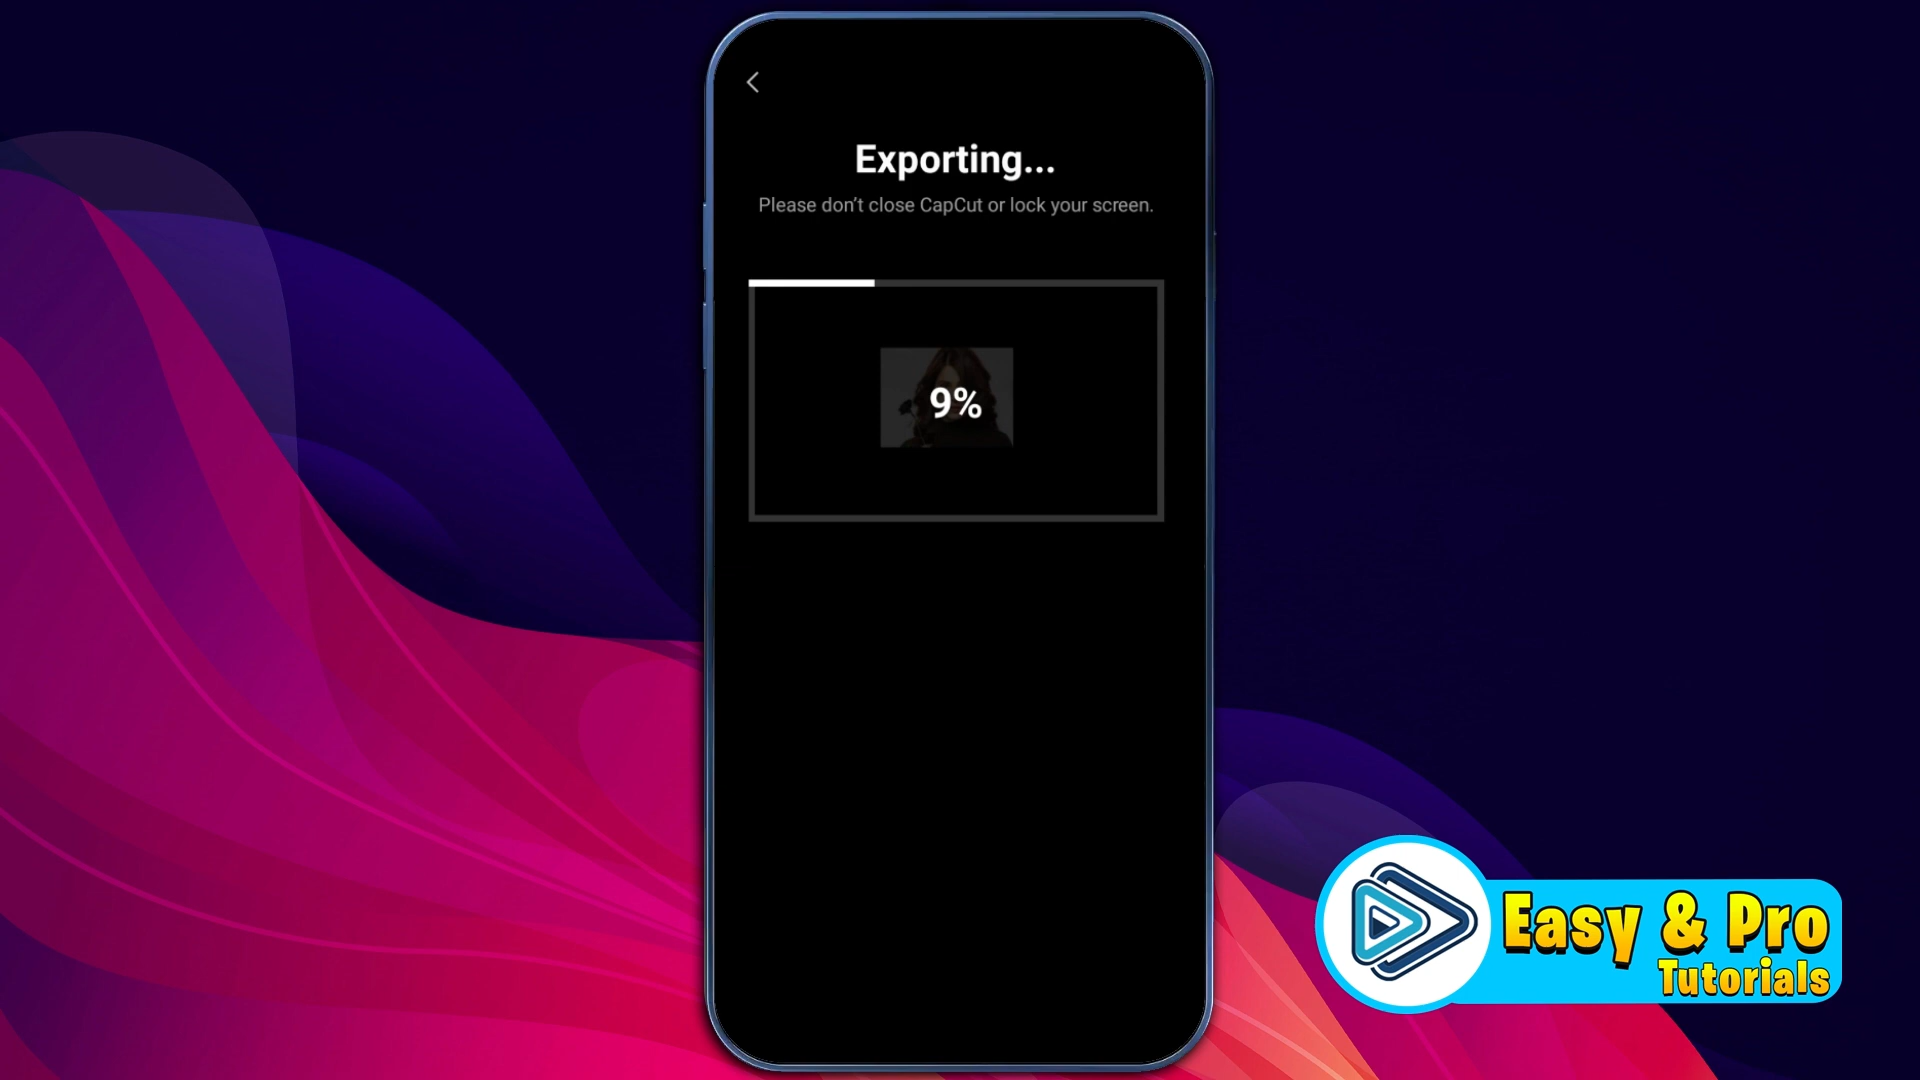 Exporting...
Please don't close CapCut or lock your screen.
9%
Easy & Pro
Tutorials